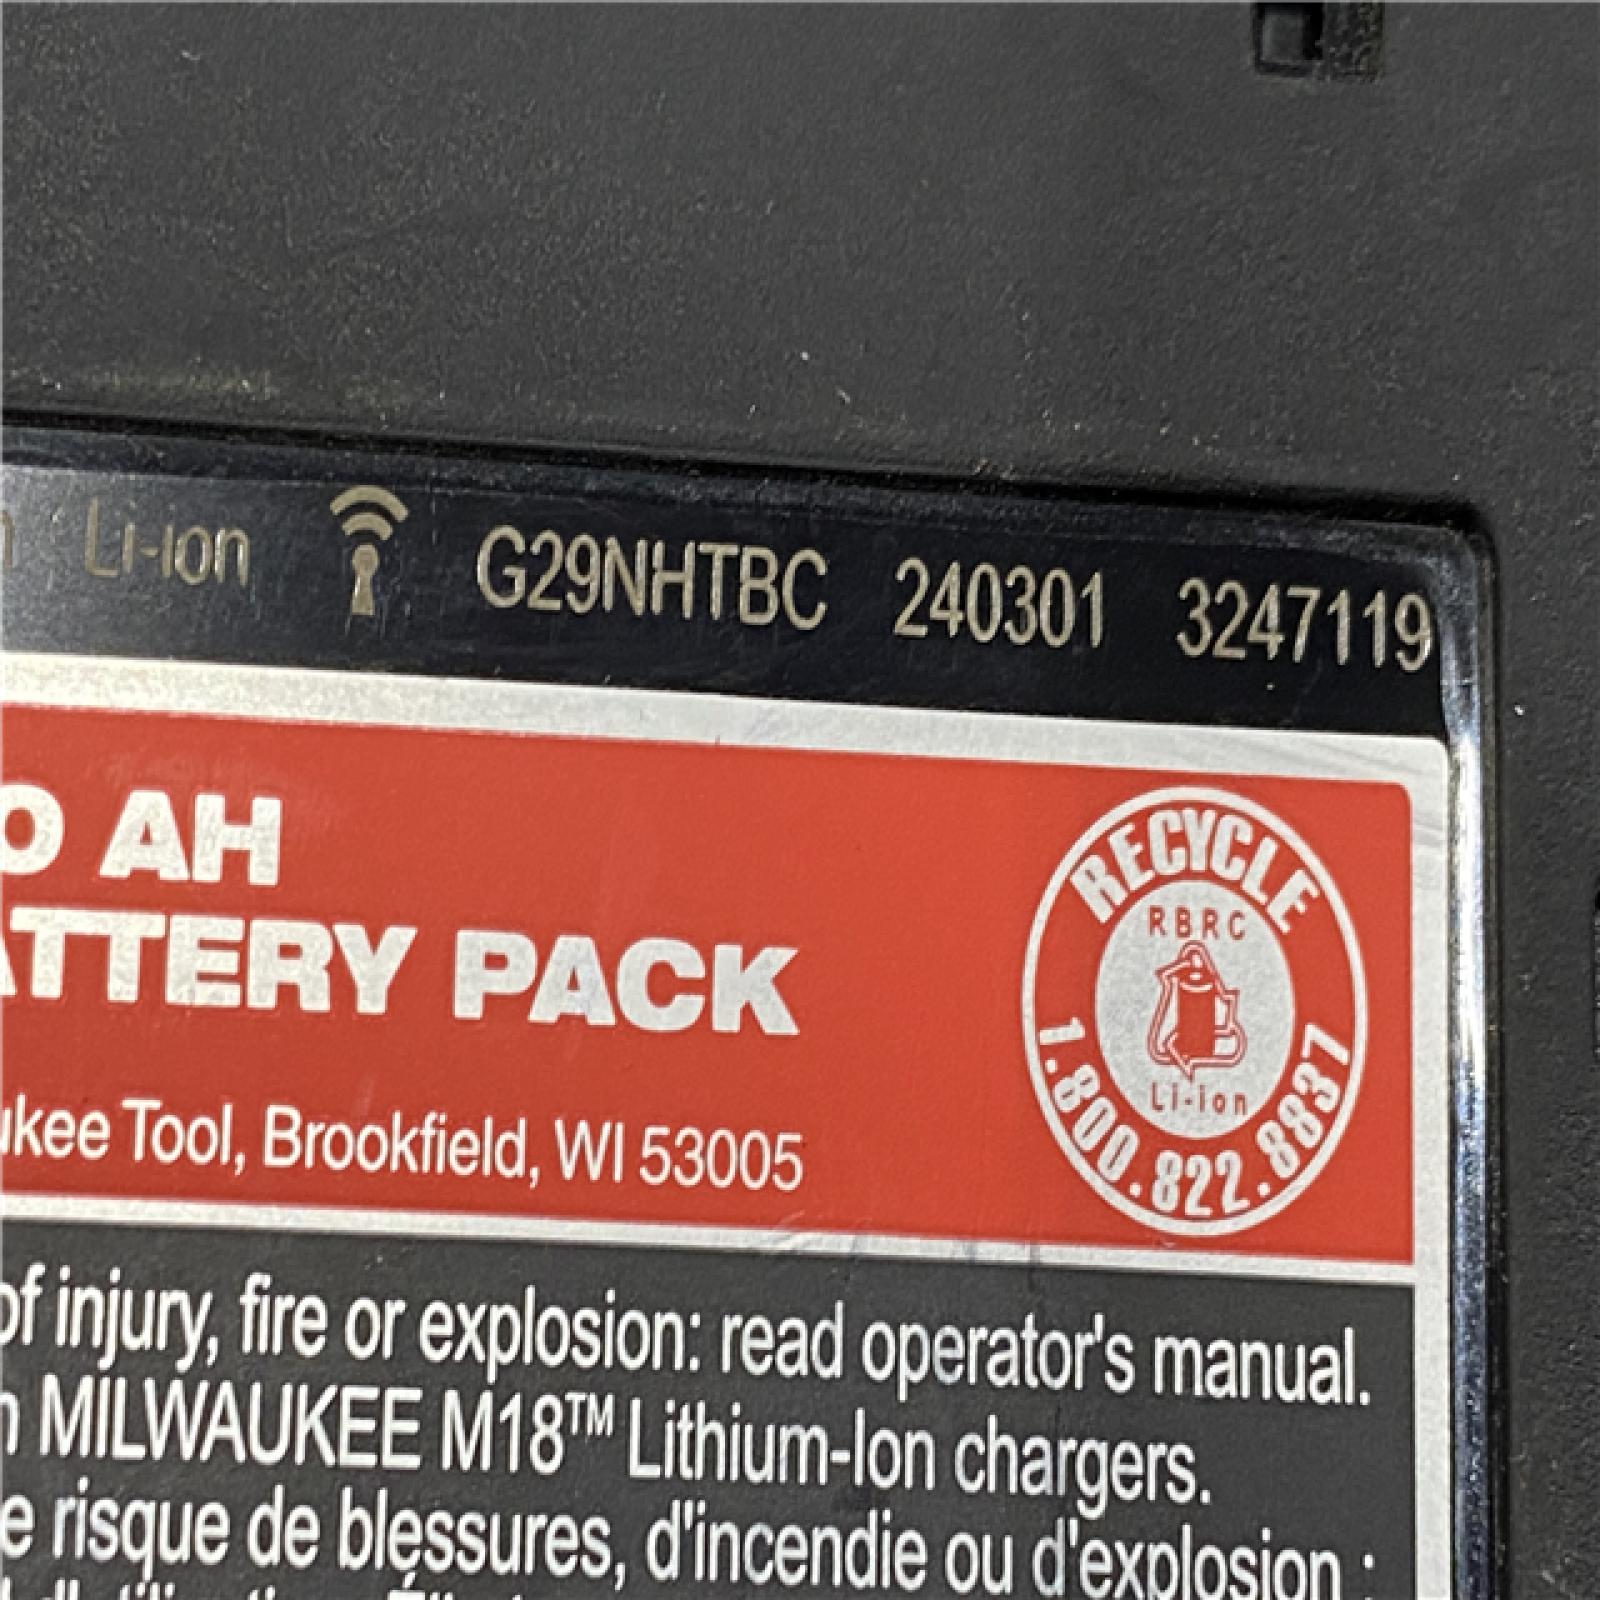 Li-ion G29NHTBC 240301 3247119
AH
BATTERY PACK
RECYCLE
RBRC
Li-ion
1.800.822.8837
Tool, Brookfield, WI 53005
of injury, fire or explosion: read operator's manual.
MILWAUKEE M18™ Lithium-Ion chargers.
risque de blessures, d'incendie ou d'explosion :